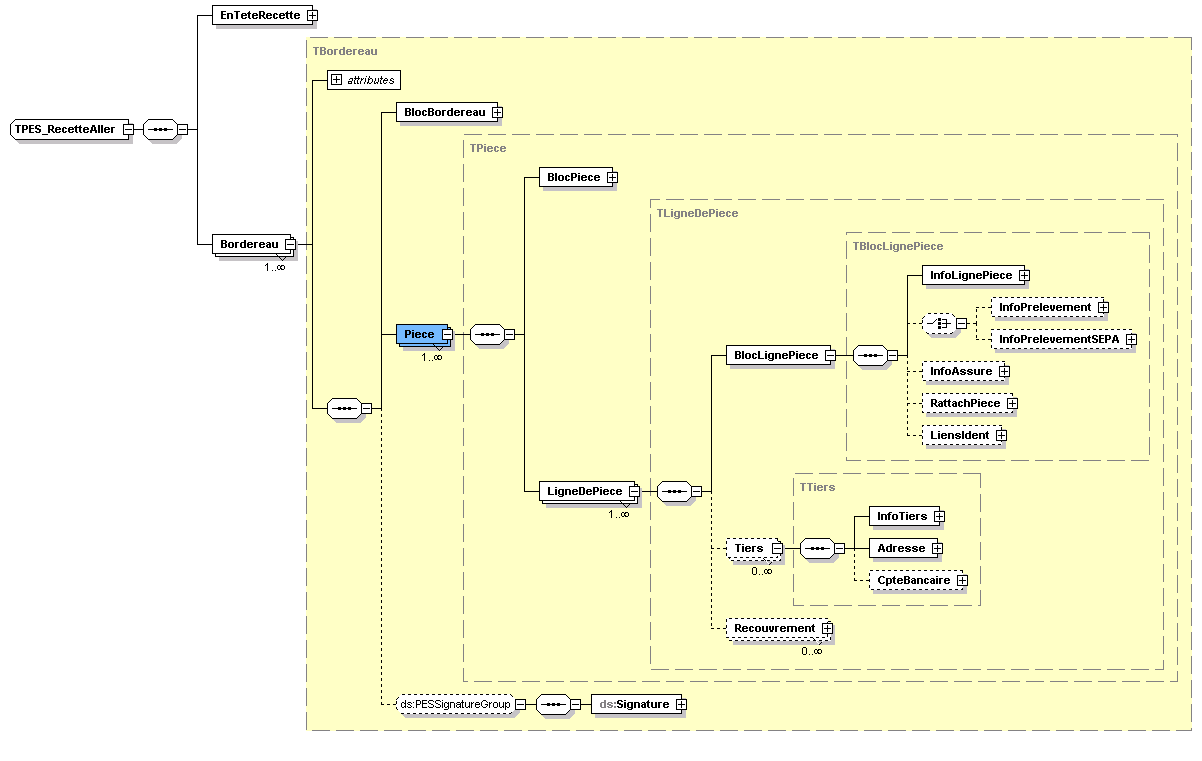 EnTeteRecette
TBordereau
attributes
BlocBordereau
TPES_RecetteAller
TPiece
BlocPiece
TLigneDePiece
TBlocLignePiece
Bordereau
1..∞
InfoLignePiece
InfoPrelevement
Piece
1..∞
InfoPrelevementSEPA
BlocLignePiece
InfoAssure
RattachPiece
LiensIdent
TTiers
LigneDePiece
1..∞
InfoTiers
Tiers
0..∞
Adresse
CpteBancaire
Recouvrement
0..∞
ds:PESSignatureGroup
ds:Signature